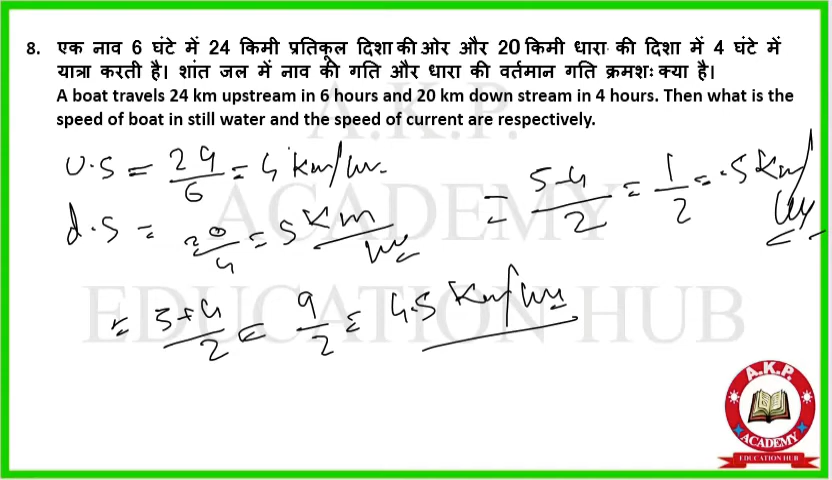 8. एक नाव 6 घंटे में 24 किमी प्रतिकूल दिशा की ओर और 20 किमी धारा की दिशा में 4 घंटे में
यात्रा करती है। शांत जल में नाव की गति और धारा की वर्तमान गति क्रमशः क्या है।
A boat travels 24 km upstream in 6 hours and 20 km down stream in 4 hours. Then what is the
speed of boat in still water and the speed of current are respectively.
U.S = 24/6 = 4 km/hr.
d.S = 20/4 = 5 Km/hr
= 5-4/2 = 1/2 = .5 Km/hr
= 5+4/2 = 9/2 = 4.5 Km/hr
A.K.P.
ACADEMY
EDUCATION HUB
A.K.P.
ACADEMY
EDUCATION HUB